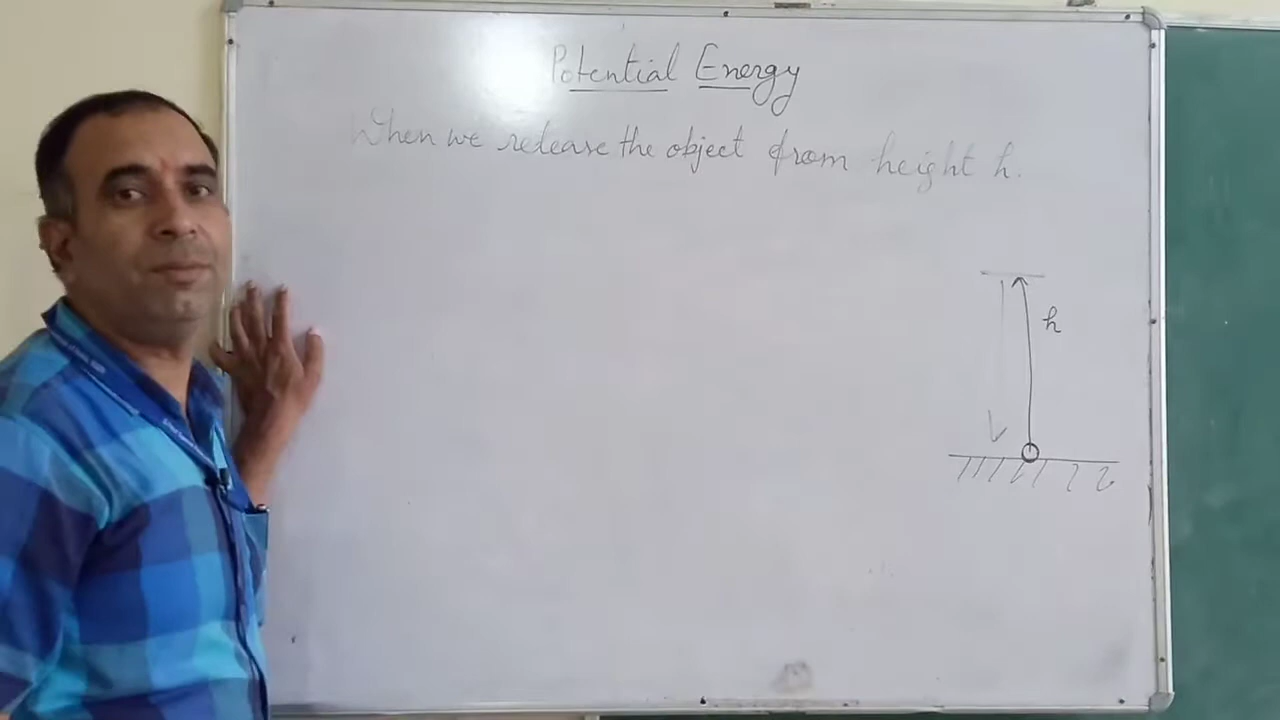 Potential Energy
When we release the object from height h.
h